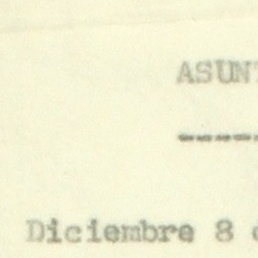 ASUNT
-----
Diciembre 8